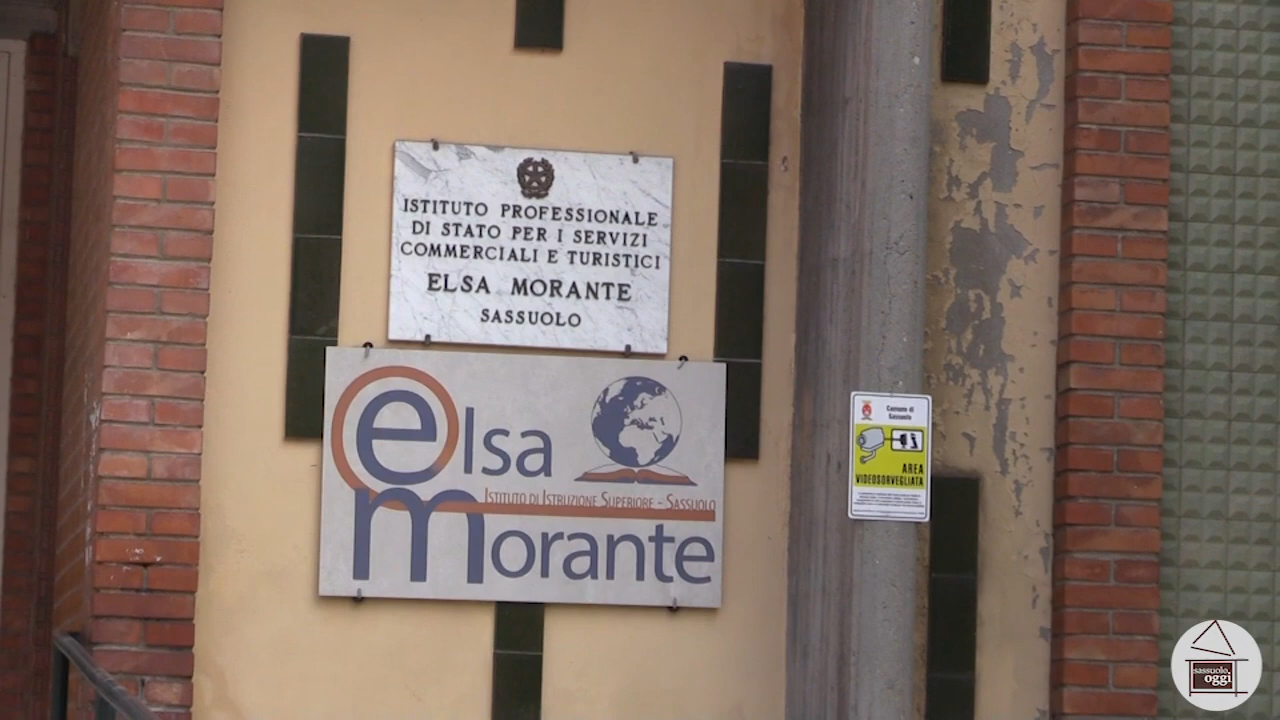 ISTITUTO PROFESSIONALE
DI STATO PER I SERVIZI
COMMERCIALI E TURISTICI
ELSA MORANTE
SASSUOLO
elsa
ISTITUTO DI ISTRUZIONE SUPERIORE - SASSUOLO
morante
Comune di
Sassuolo
AREA
VIDEOSORVEGLIATA
sassuolo
oggi